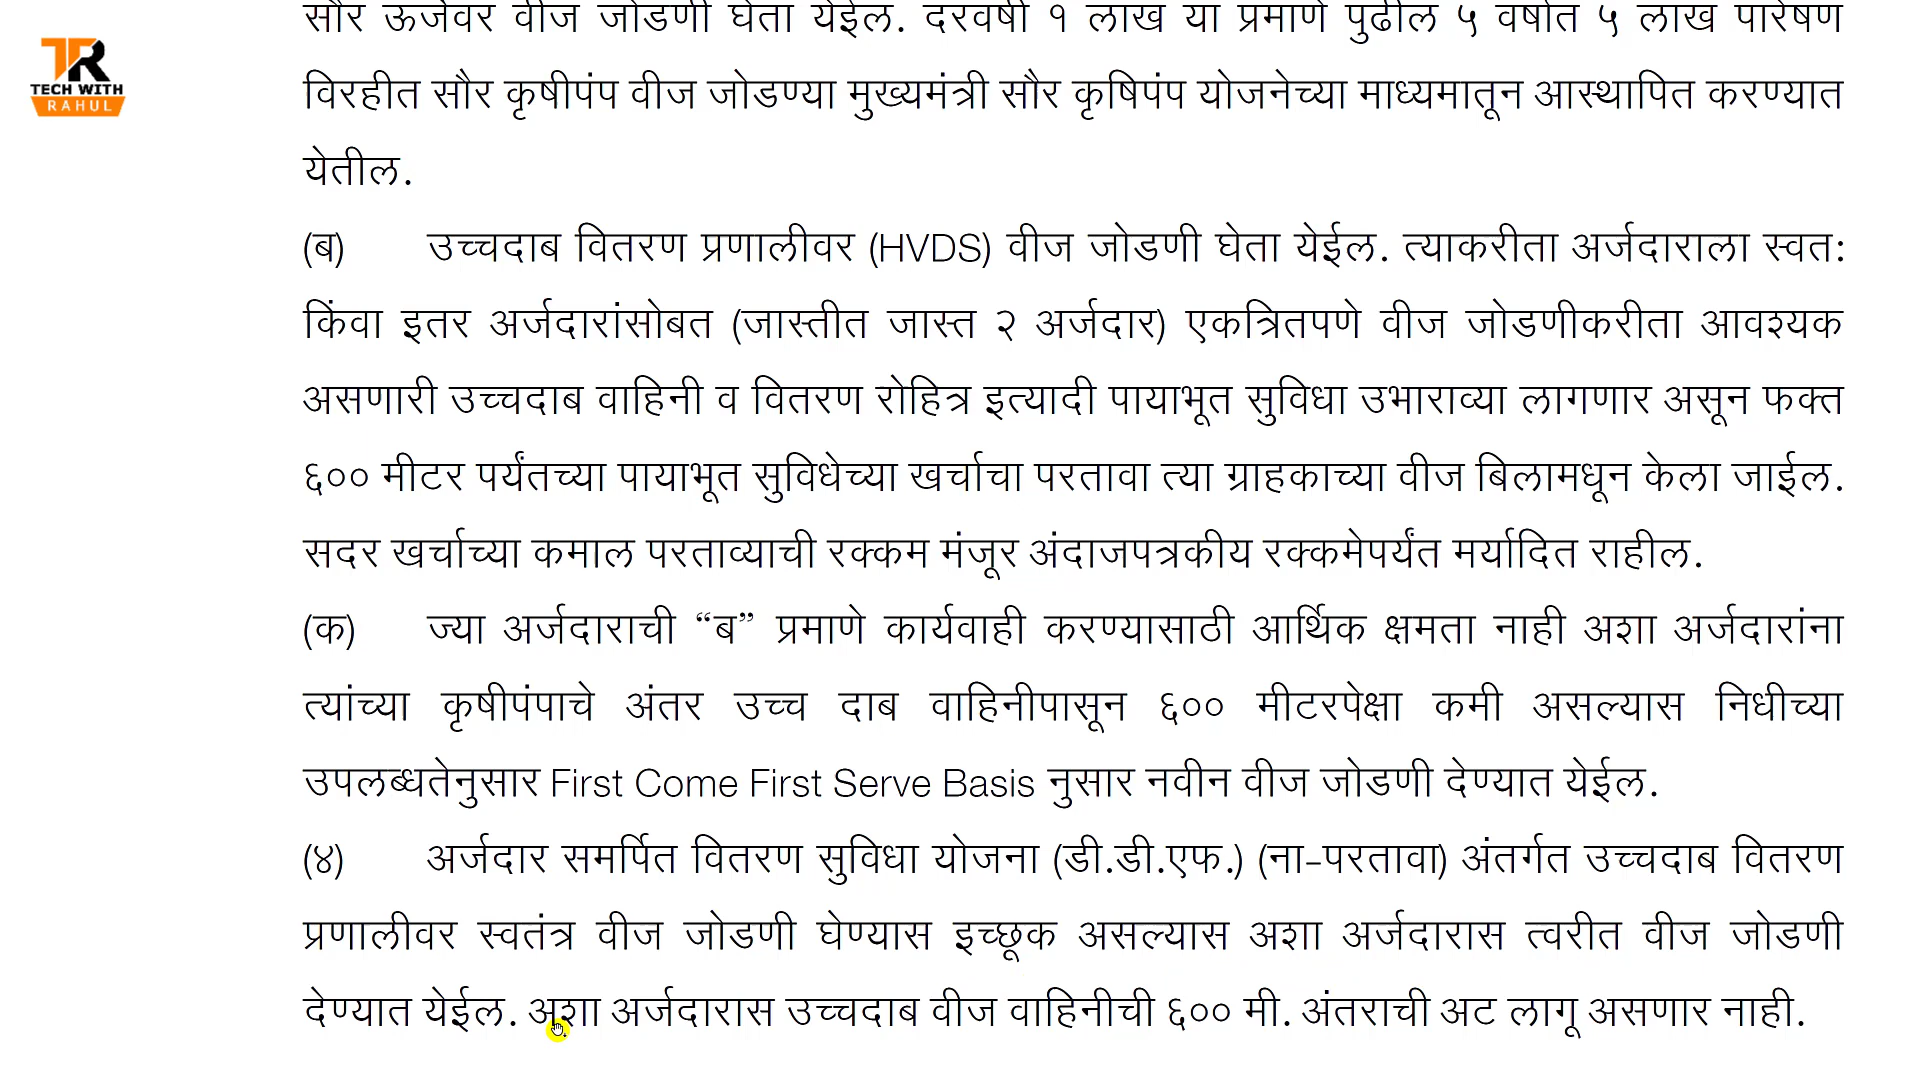 TECH WITH
RAHUL
सौर ऊर्जेवर वीज जोडणी घेता येईल. दरवर्षी १ लाख या प्रमाणे पुढील ५ वर्षात ५ लाख पारेषण
विरहीत सौर कृषीपंप वीज जोडण्या मुख्यमंत्री सौर कृषिपंप योजनेच्या माध्यमातून आस्थापित करण्यात
येतील.
(ब) उच्चदाब वितरण प्रणालीवर (HVDS) वीज जोडणी घेता येईल. त्याकरीता अर्जदाराला स्वत:
किंवा इतर अर्जदारांसोबत (जास्तीत जास्त २ अर्जदार) एकत्रितपणे वीज जोडणीकरीता आवश्यक
असणारी उच्चदाब वाहिनी व वितरण रोहित्र इत्यादी पायाभूत सुविधा उभाराव्या लागणार असून फक्त
६०० मीटर पर्यंतच्या पायाभूत सुविधेच्या खर्चाचा परतावा त्या ग्राहकाच्या वीज बिलामधून केला जाईल.
सदर खर्चाच्या कमाल परताव्याची रक्कम मंजूर अंदाजपत्रकीय रक्कमेपर्यंत मर्यादित राहील.
(क) ज्या अर्जदाराची “ब” प्रमाणे कार्यवाही करण्यासाठी आर्थिक क्षमता नाही अशा अर्जदारांना
त्यांच्या कृषीपंपाचे अंतर उच्च दाब वाहिनीपासून ६०० मीटरपेक्षा कमी असल्यास निधीच्या
उपलब्धतेनुसार First Come First Serve Basis नुसार नवीन वीज जोडणी देण्यात येईल.
(४) अर्जदार समर्पित वितरण सुविधा योजना (डी.डी.एफ.) (ना-परतावा) अंतर्गत उच्चदाब वितरण
प्रणालीवर स्वतंत्र वीज जोडणी घेण्यास इच्छूक असल्यास अशा अर्जदारास त्वरीत वीज जोडणी
देण्यात येईल. अशा अर्जदारास उच्चदाब वीज वाहिनीची ६०० मी. अंतराची अट लागू असणार नाही.